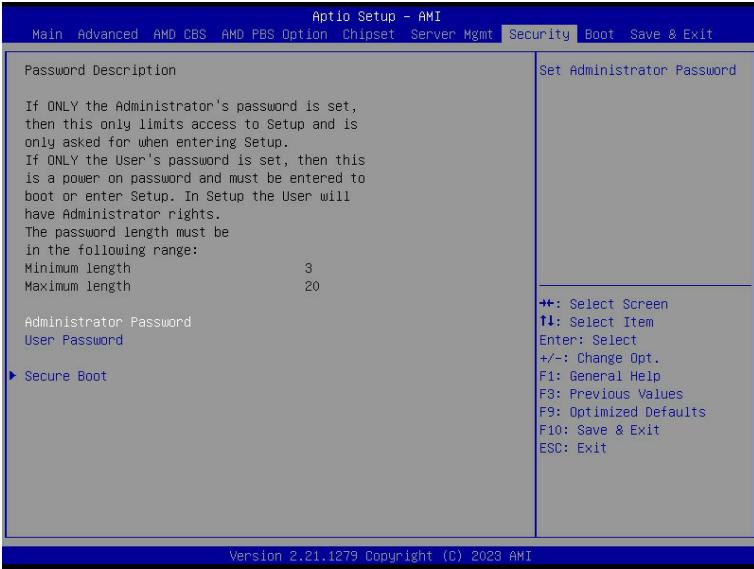 Aptio Setup - AMI
Main Advanced AMD CBS AMD PBS Option Chipset Server Mgmt Security Boot Save & Exit
Password Description
If ONLY the Administrator's password is set,
then this only limits access to Setup and is
only asked for when entering Setup.
If ONLY the User's password is set, then this
is a power on password and must be entered to
boot or enter Setup. In Setup the User will
have Administrator rights.
The password length must be
in the following range:
Minimum length 3
Maximum length 20
Administrator Password
User Password
Secure Boot
Set Administrator Password
→←: Select Screen
↑↓: Select Item
Enter: Select
+/-: Change Opt.
F1: General Help
F3: Previous Values
F9: Optimized Defaults
F10: Save & Exit
ESC: Exit
Version 2.21.1279 Copyright (C) 2023 AMI